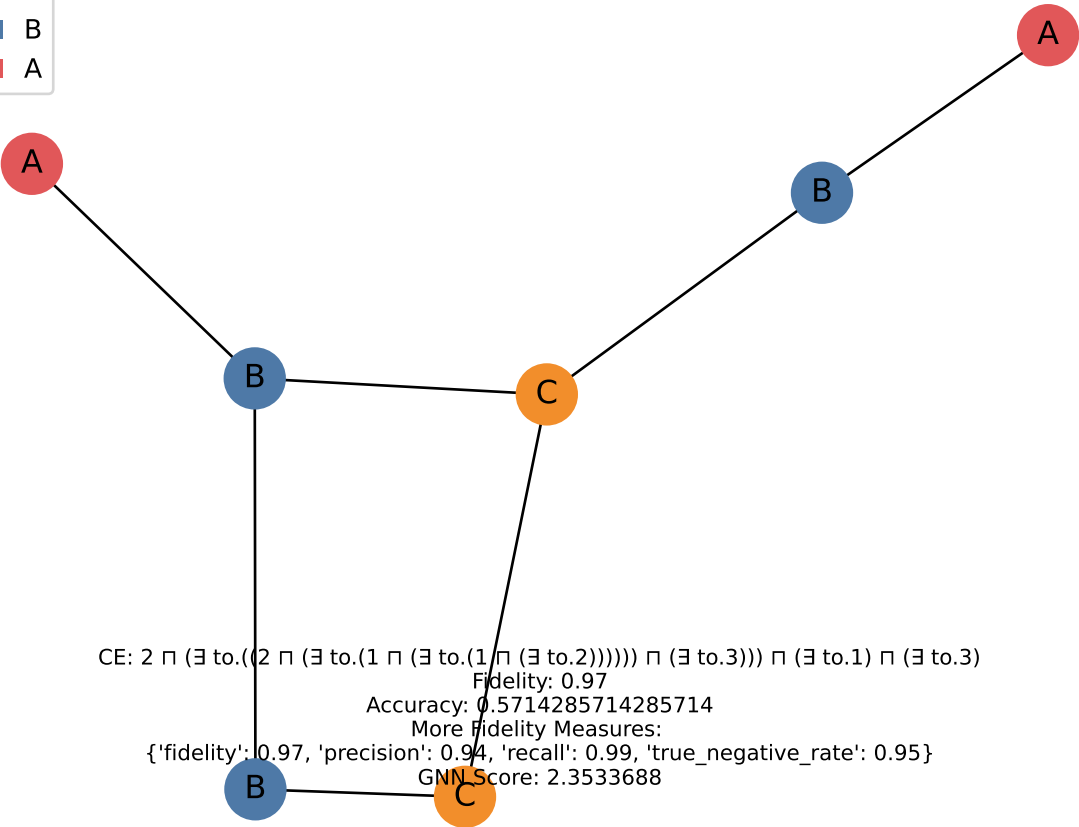 B
A
A
A
B
B
C
CE: 2 ⊓ (∃ to.((2 ⊓ (∃ to.(1 ⊓ (∃ to.(1 ⊓ (∃ to.2)))))) ⊓ (∃ to.3))) ⊓ (∃ to.1) ⊓ (∃ to.3)
Fidelity: 0.97
Accuracy: 0.5714285714285714
More Fidelity Measures:
{'fidelity': 0.97, 'precision': 0.94, 'recall': 0.99, 'true_negative_rate': 0.95}
GNN Score: 2.3533688
B
C